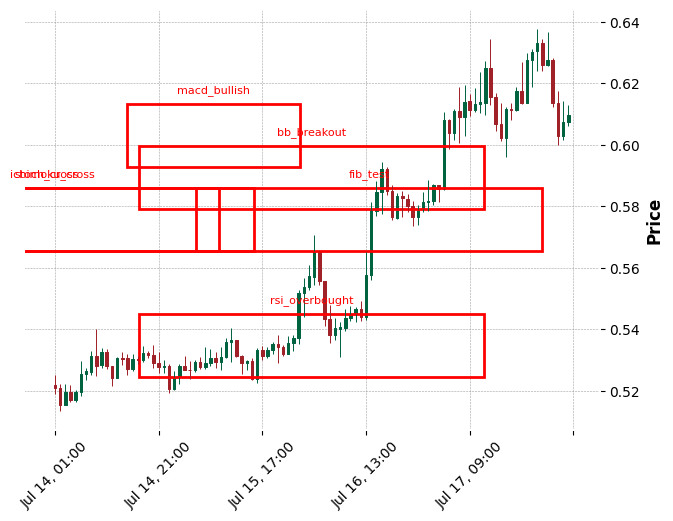 macd_bullish
bb_breakout
fib_test
rsi_overbought
0.64
0.62
0.60
0.58
0.56
0.54
0.52
Price
Jul 14, 01:00
Jul 14, 21:00
Jul 15, 17:00
Jul 16, 13:00
Jul 17, 09:00